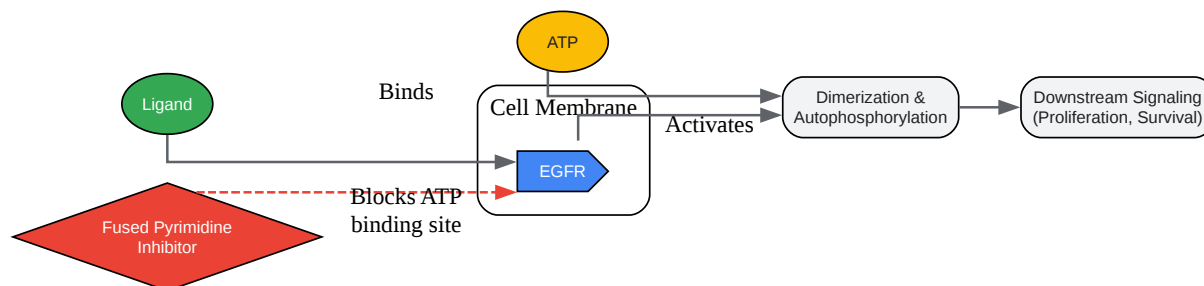 ATP
Ligand
Binds
Cell Membrane
Activates
Dimerization &
Autophosphorylation
Downstream Signaling
(Proliferation, Survival)
EGFR
Blocks ATP
binding site
Fused Pyrimidine
Inhibitor